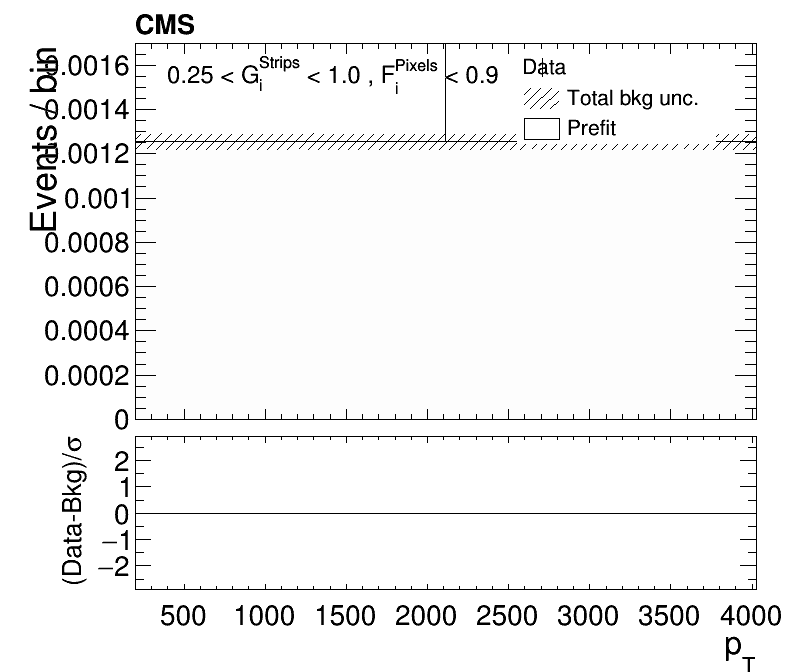 CMS
Events / bin
0.0016
0.0014
0.0012
0.001
0.0008
0.0006
0.0004
0.0002
0
0.25 < G_i^Strips < 1.0 , F_i^Pixels < 0.9
Data
Total bkg unc.
Prefit
(Data-Bkg)/σ
2
1
0
−1
−2
500 1000 1500 2000 2500 3000 3500 4000
p_T